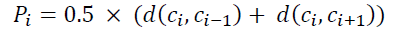 P_i = 0.5 × (d(c_i, c_{i−1}) + d(c_i, c_{i+1}))